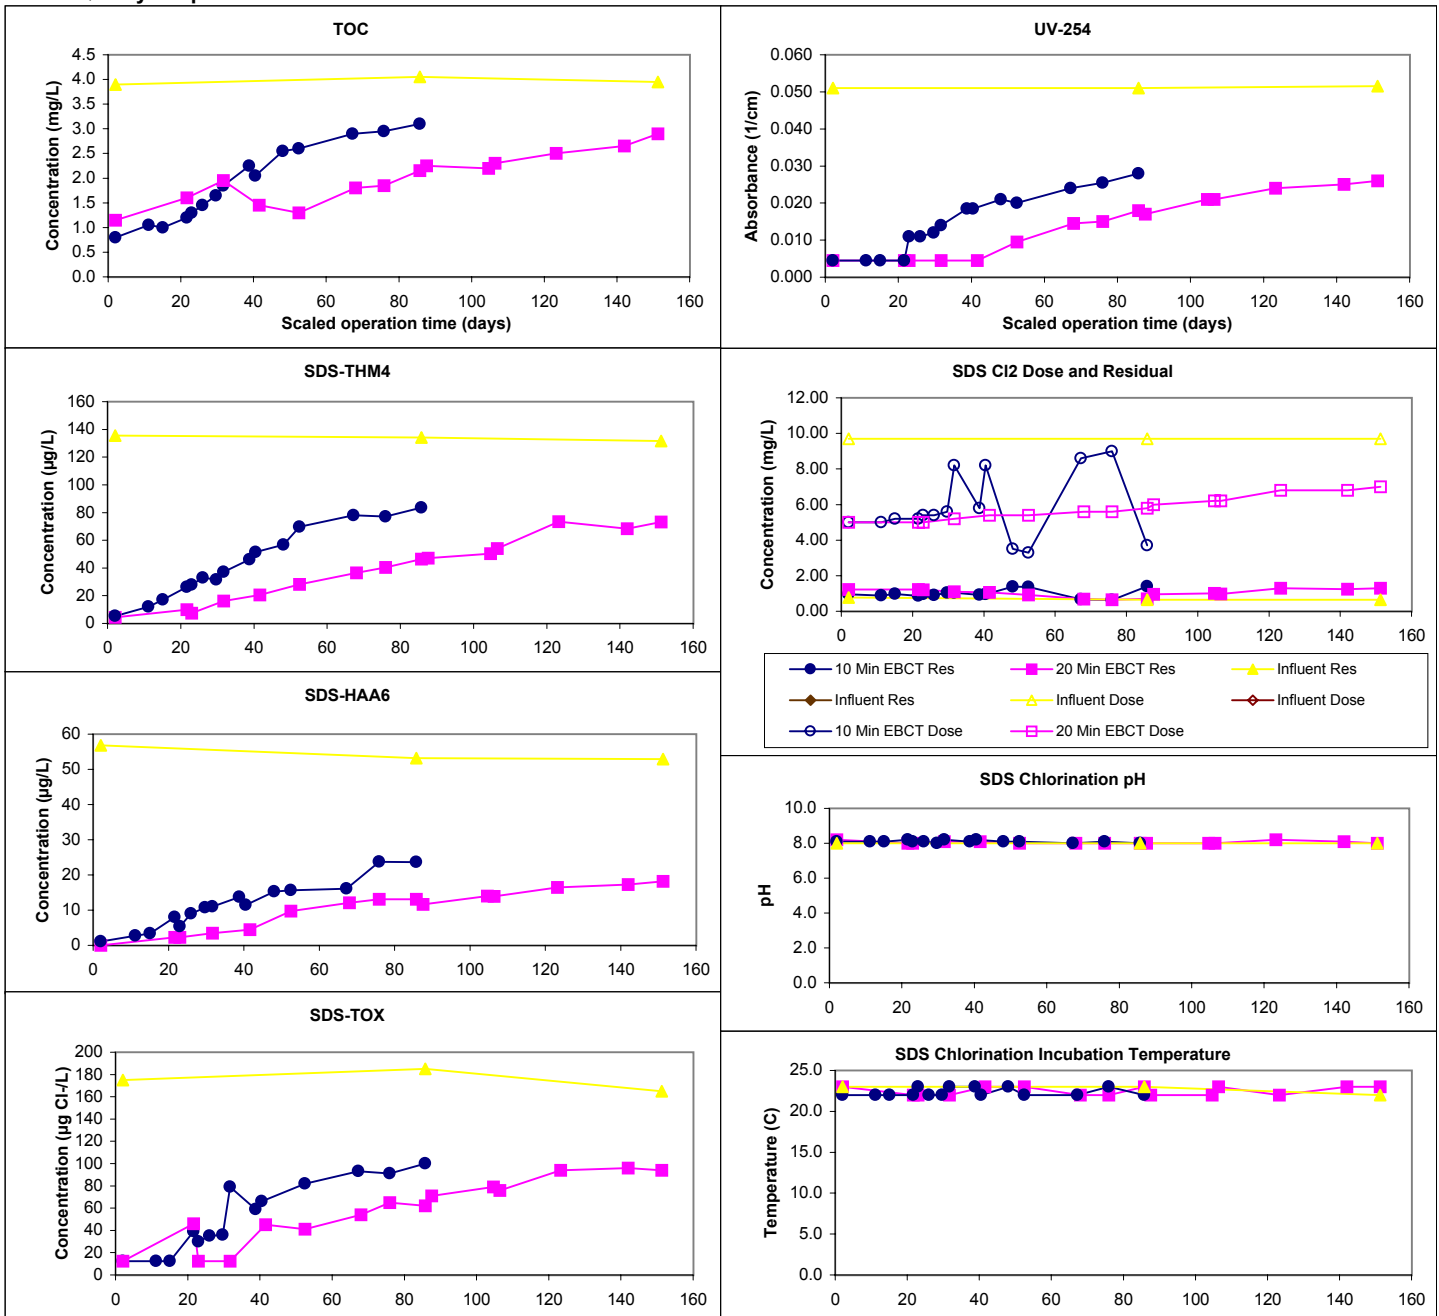 TOC
4.5
4.0
3.5
3.0
2.5
2.0
1.5
1.0
0.5
0.0
Concentration (mg/L)
0 20 40 60 80 100 120 140 160
Scaled operation time (days)
UV-254
0.060
0.050
0.040
0.030
0.020
0.010
0.000
Absorbance (1/cm)
0 20 40 60 80 100 120 140 160
Scaled operation time (days)
SDS-THM4
160
140
120
100
80
60
40
20
0
Concentration (µg/L)
0 20 40 60 80 100 120 140 160
SDS Cl2 Dose and Residual
12.00
10.00
8.00
6.00
4.00
2.00
0.00
Concentration (mg/L)
0 20 40 60 80 100 120 140 160
10 Min EBCT Res 20 Min EBCT Res Influent Res
Influent Res Influent Dose Influent Dose
10 Min EBCT Dose 20 Min EBCT Dose
SDS-HAA6
60
50
40
30
20
10
0
Concentration (µg/L)
0 20 40 60 80 100 120 140 160
SDS Chlorination pH
10.0
8.0
6.0
4.0
2.0
0.0
pH
0 20 40 60 80 100 120 140 160
SDS-TOX
200
180
160
140
120
100
80
60
40
20
0
Concentration (µg Cl-/L)
0 20 40 60 80 100 120 140 160
SDS Chlorination Incubation Temperature
25.0
20.0
15.0
10.0
5.0
0.0
Temperature (C)
0 20 40 60 80 100 120 140 160